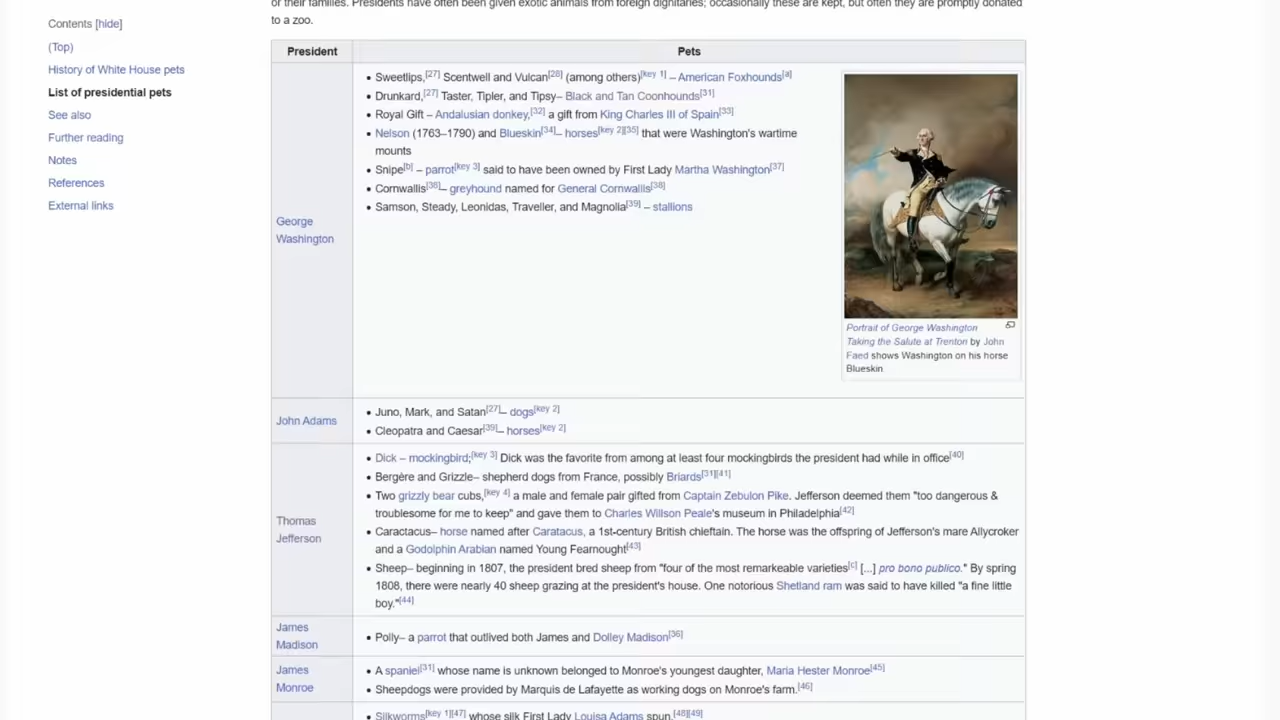 or their families. Presidents have often been given exotic animals from foreign dignitaries; occasionally these are kept, but often they are promptly donated
to a zoo.
Contents [hide]
(Top)
History of White House pets
List of presidential pets
See also
Further reading
Notes
References
External links
President Pets
George
Washington
• Sweetlips,[27] Scentwell and Vulcan[28] (among others)[key 1] – American Foxhounds[a]
• Drunkard,[27] Taster, Tipler, and Tipsy– Black and Tan Coonhounds[31]
• Royal Gift – Andalusian donkey,[32] a gift from King Charles III of Spain[33]
• Nelson (1763–1790) and Blueskin[34]– horses[key 2][35] that were Washington's wartime
mounts
• Snipe[b] – parrot[key 3] said to have been owned by First Lady Martha Washington[37]
• Cornwallis[38]– greyhound named for General Cornwallis[38]
• Samson, Steady, Leonidas, Traveller, and Magnolia[39] – stallions
Portrait of George Washington
Taking the Salute at Trenton by John
Faed shows Washington on his horse
Blueskin
John Adams
• Juno, Mark, and Satan[27]– dogs[key 2]
• Cleopatra and Caesar[39]– horses[key 2]
Thomas
Jefferson
• Dick – mockingbird;[key 3] Dick was the favorite from among at least four mockingbirds the president had while in office[40]
• Bergère and Grizzle– shepherd dogs from France, possibly Briards[31][41]
• Two grizzly bear cubs,[key 4] a male and female pair gifted from Captain Zebulon Pike. Jefferson deemed them "too dangerous &
troublesome for me to keep" and gave them to Charles Willson Peale's museum in Philadelphia[42]
• Caractacus– horse named after Caratacus, a 1st-century British chieftain. The horse was the offspring of Jefferson's mare Allycroker
and a Godolphin Arabian named Young Fearnought[43]
• Sheep– beginning in 1807, the president bred sheep from "four of the most remarkeable varieties[c] [...] pro bono publico." By spring
1808, there were nearly 40 sheep grazing at the president's house. One notorious Shetland ram was said to have killed "a fine little
boy."[44]
James
Madison
• Polly– a parrot that outlived both James and Dolley Madison[36]
James
Monroe
• A spaniel[31] whose name is unknown belonged to Monroe's youngest daughter, Maria Hester Monroe[45]
• Sheepdogs were provided by Marquis de Lafayette as working dogs on Monroe's farm.[46]
• Silkworms[key 1][47] whose silk First Lady Louisa Adams spun.[48][49]